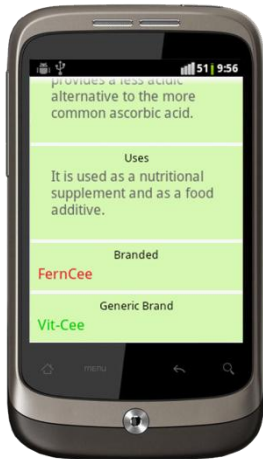 51 9:56
provides a less acidic
alternative to the more
common ascorbic acid.
Uses
It is used as a nutritional
supplement and as a food
additive.
Branded
FernCee
Generic Brand
Vit-Cee
menu